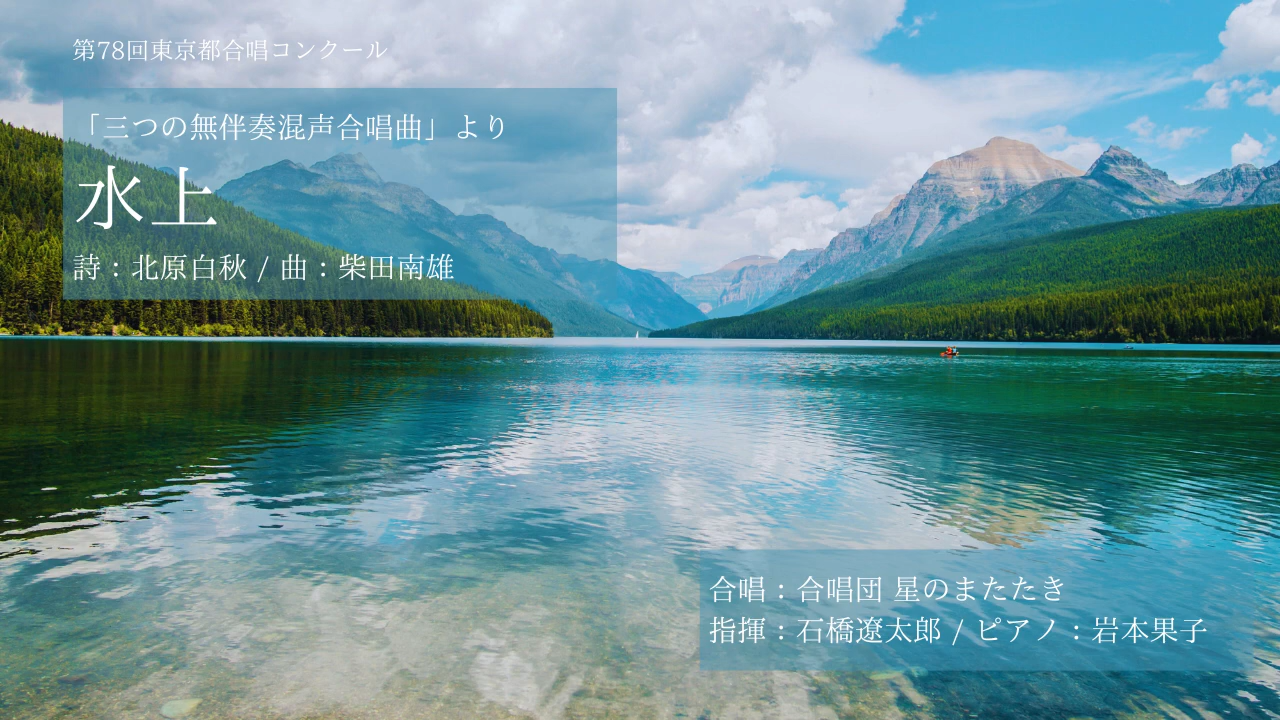 第78回東京都合唱コンクール
「三つの無伴奏混声合唱曲」より
水上
詩：北原白秋 / 曲：柴田南雄
合唱：合唱団 星のまたたき
指揮：石橋遼太郎 / ピアノ：岩本果子